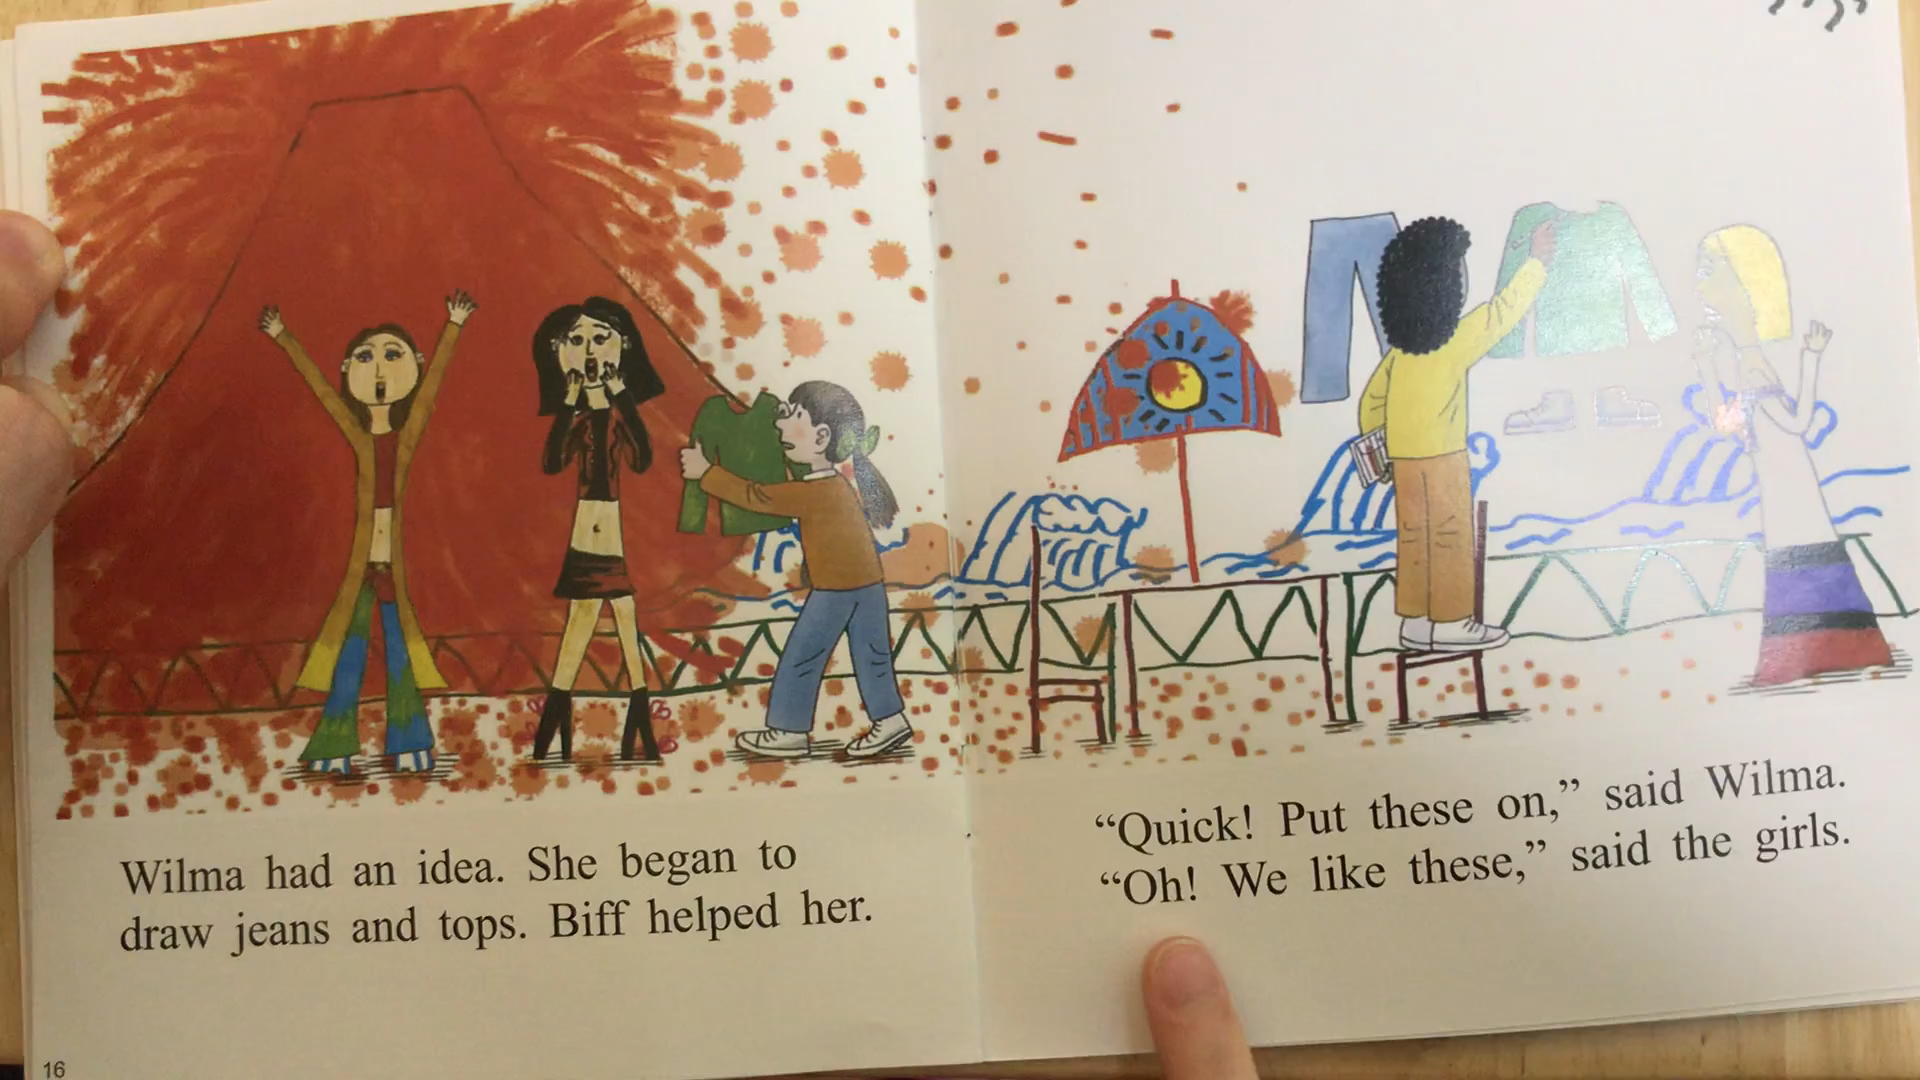 Wilma had an idea. She began to
draw jeans and tops. Biff helped her.
16
“Quick! Put these on,” said Wilma.
“Oh! We like these,” said the girls.